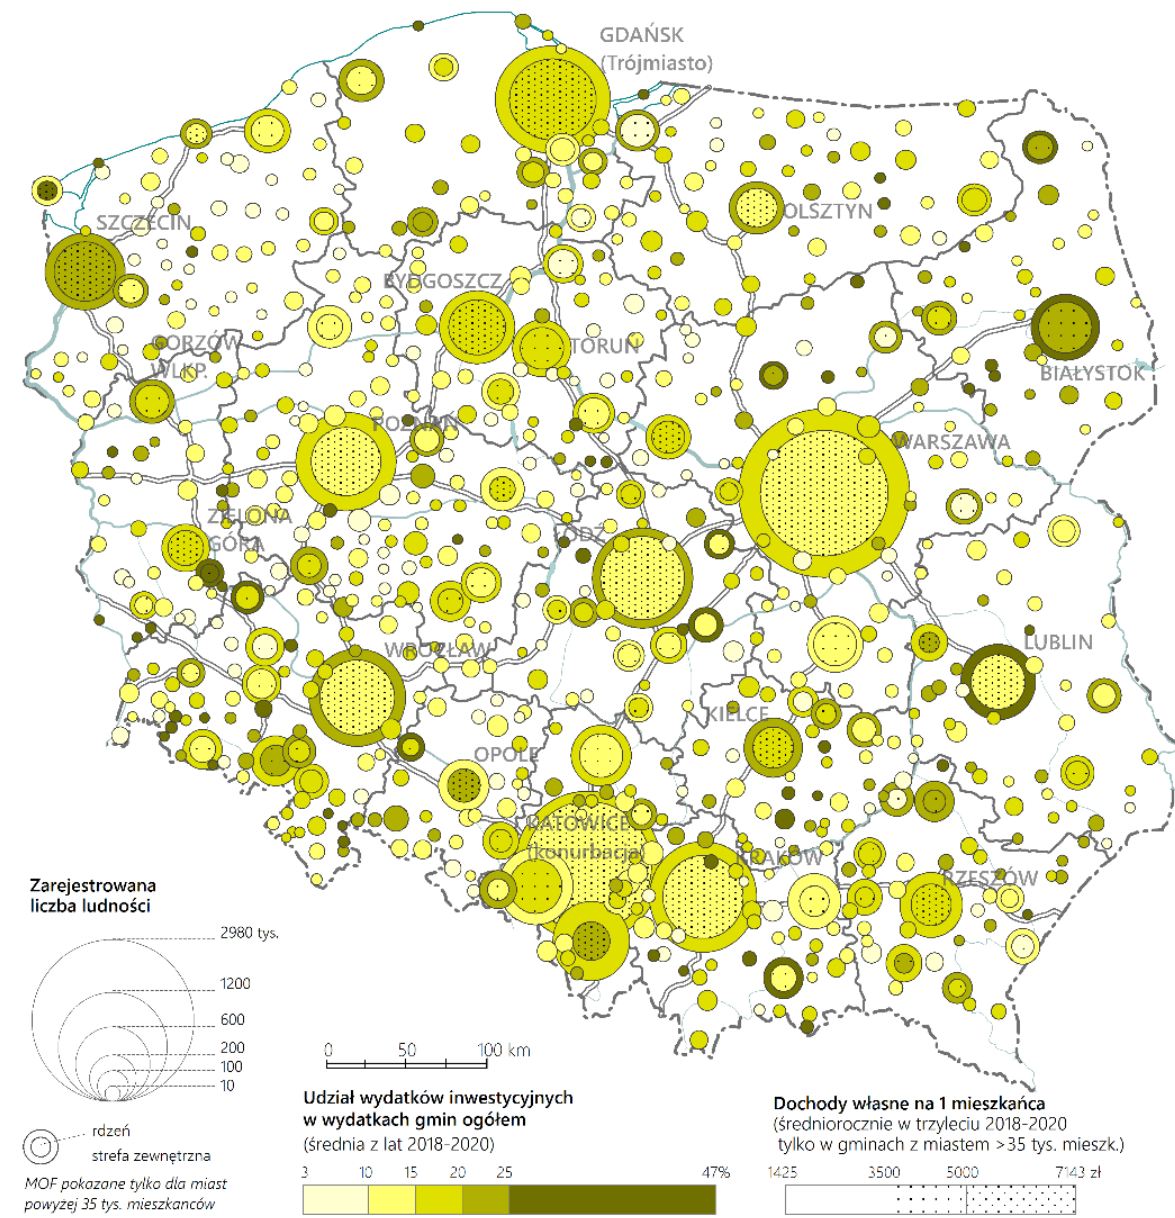 GDAŃSK
(Trójmiasto)
SZCZECIN
OLSZTYN
BYDGOSZCZ
GORZÓW
WLKP.
TORUŃ
BIAŁYSTOK
POZNAŃ
WARSZAWA
ZIELONA
GÓRA
ŁÓDŹ
WROCŁAW
LUBLIN
KIELCE
OPOLE
KATOWICE
(konurbacja)
KRAKÓW
RZESZÓW
Zarejestrowana
liczba ludności
2980 tys.
1200
600
200
100
10
rdzeń
strefa zewnętrzna
MOF pokazane tylko dla miast
powyżej 35 tys. mieszkańców
0 50 100 km
Udział wydatków inwestycyjnych
w wydatkach gmin ogółem
(średnia z lat 2018-2020)
3 10 15 20 25 47%
Dochody własne na 1 mieszkańca
(średniorocznie w trzyleciu 2018-2020
tylko w gminach z miastem >35 tys. mieszk.)
1425 3500 5000 7143 zł